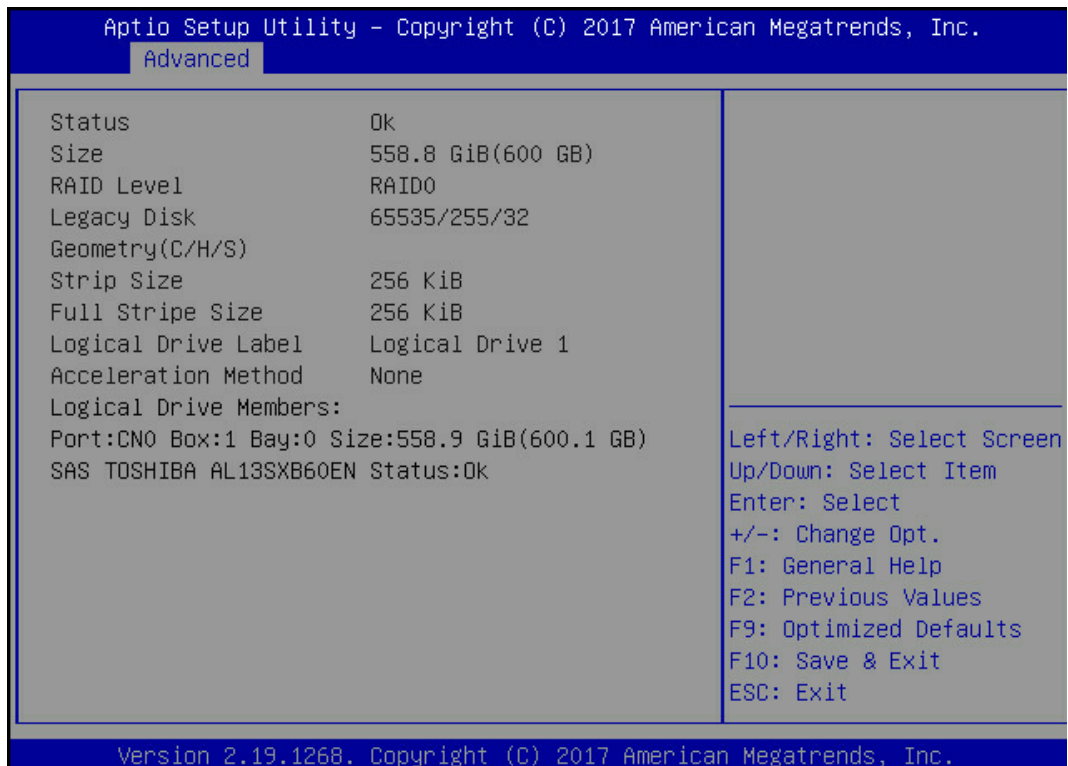 Aptio Setup Utility – Copyright (C) 2017 American Megatrends, Inc.
Advanced
Status Ok
Size 558.8 GiB(600 GB)
RAID Level RAID0
Legacy Disk 65535/255/32
Geometry(C/H/S)
Strip Size 256 KiB
Full Stripe Size 256 KiB
Logical Drive Label Logical Drive 1
Acceleration Method None
Logical Drive Members:
Port:CN0 Box:1 Bay:0 Size:558.9 GiB(600.1 GB)
SAS TOSHIBA AL13SXB60EN Status:Ok
Left/Right: Select Screen
Up/Down: Select Item
Enter: Select
+/-: Change Opt.
F1: General Help
F2: Previous Values
F9: Optimized Defaults
F10: Save & Exit
ESC: Exit
Version 2.19.1268. Copyright (C) 2017 American Megatrends, Inc.